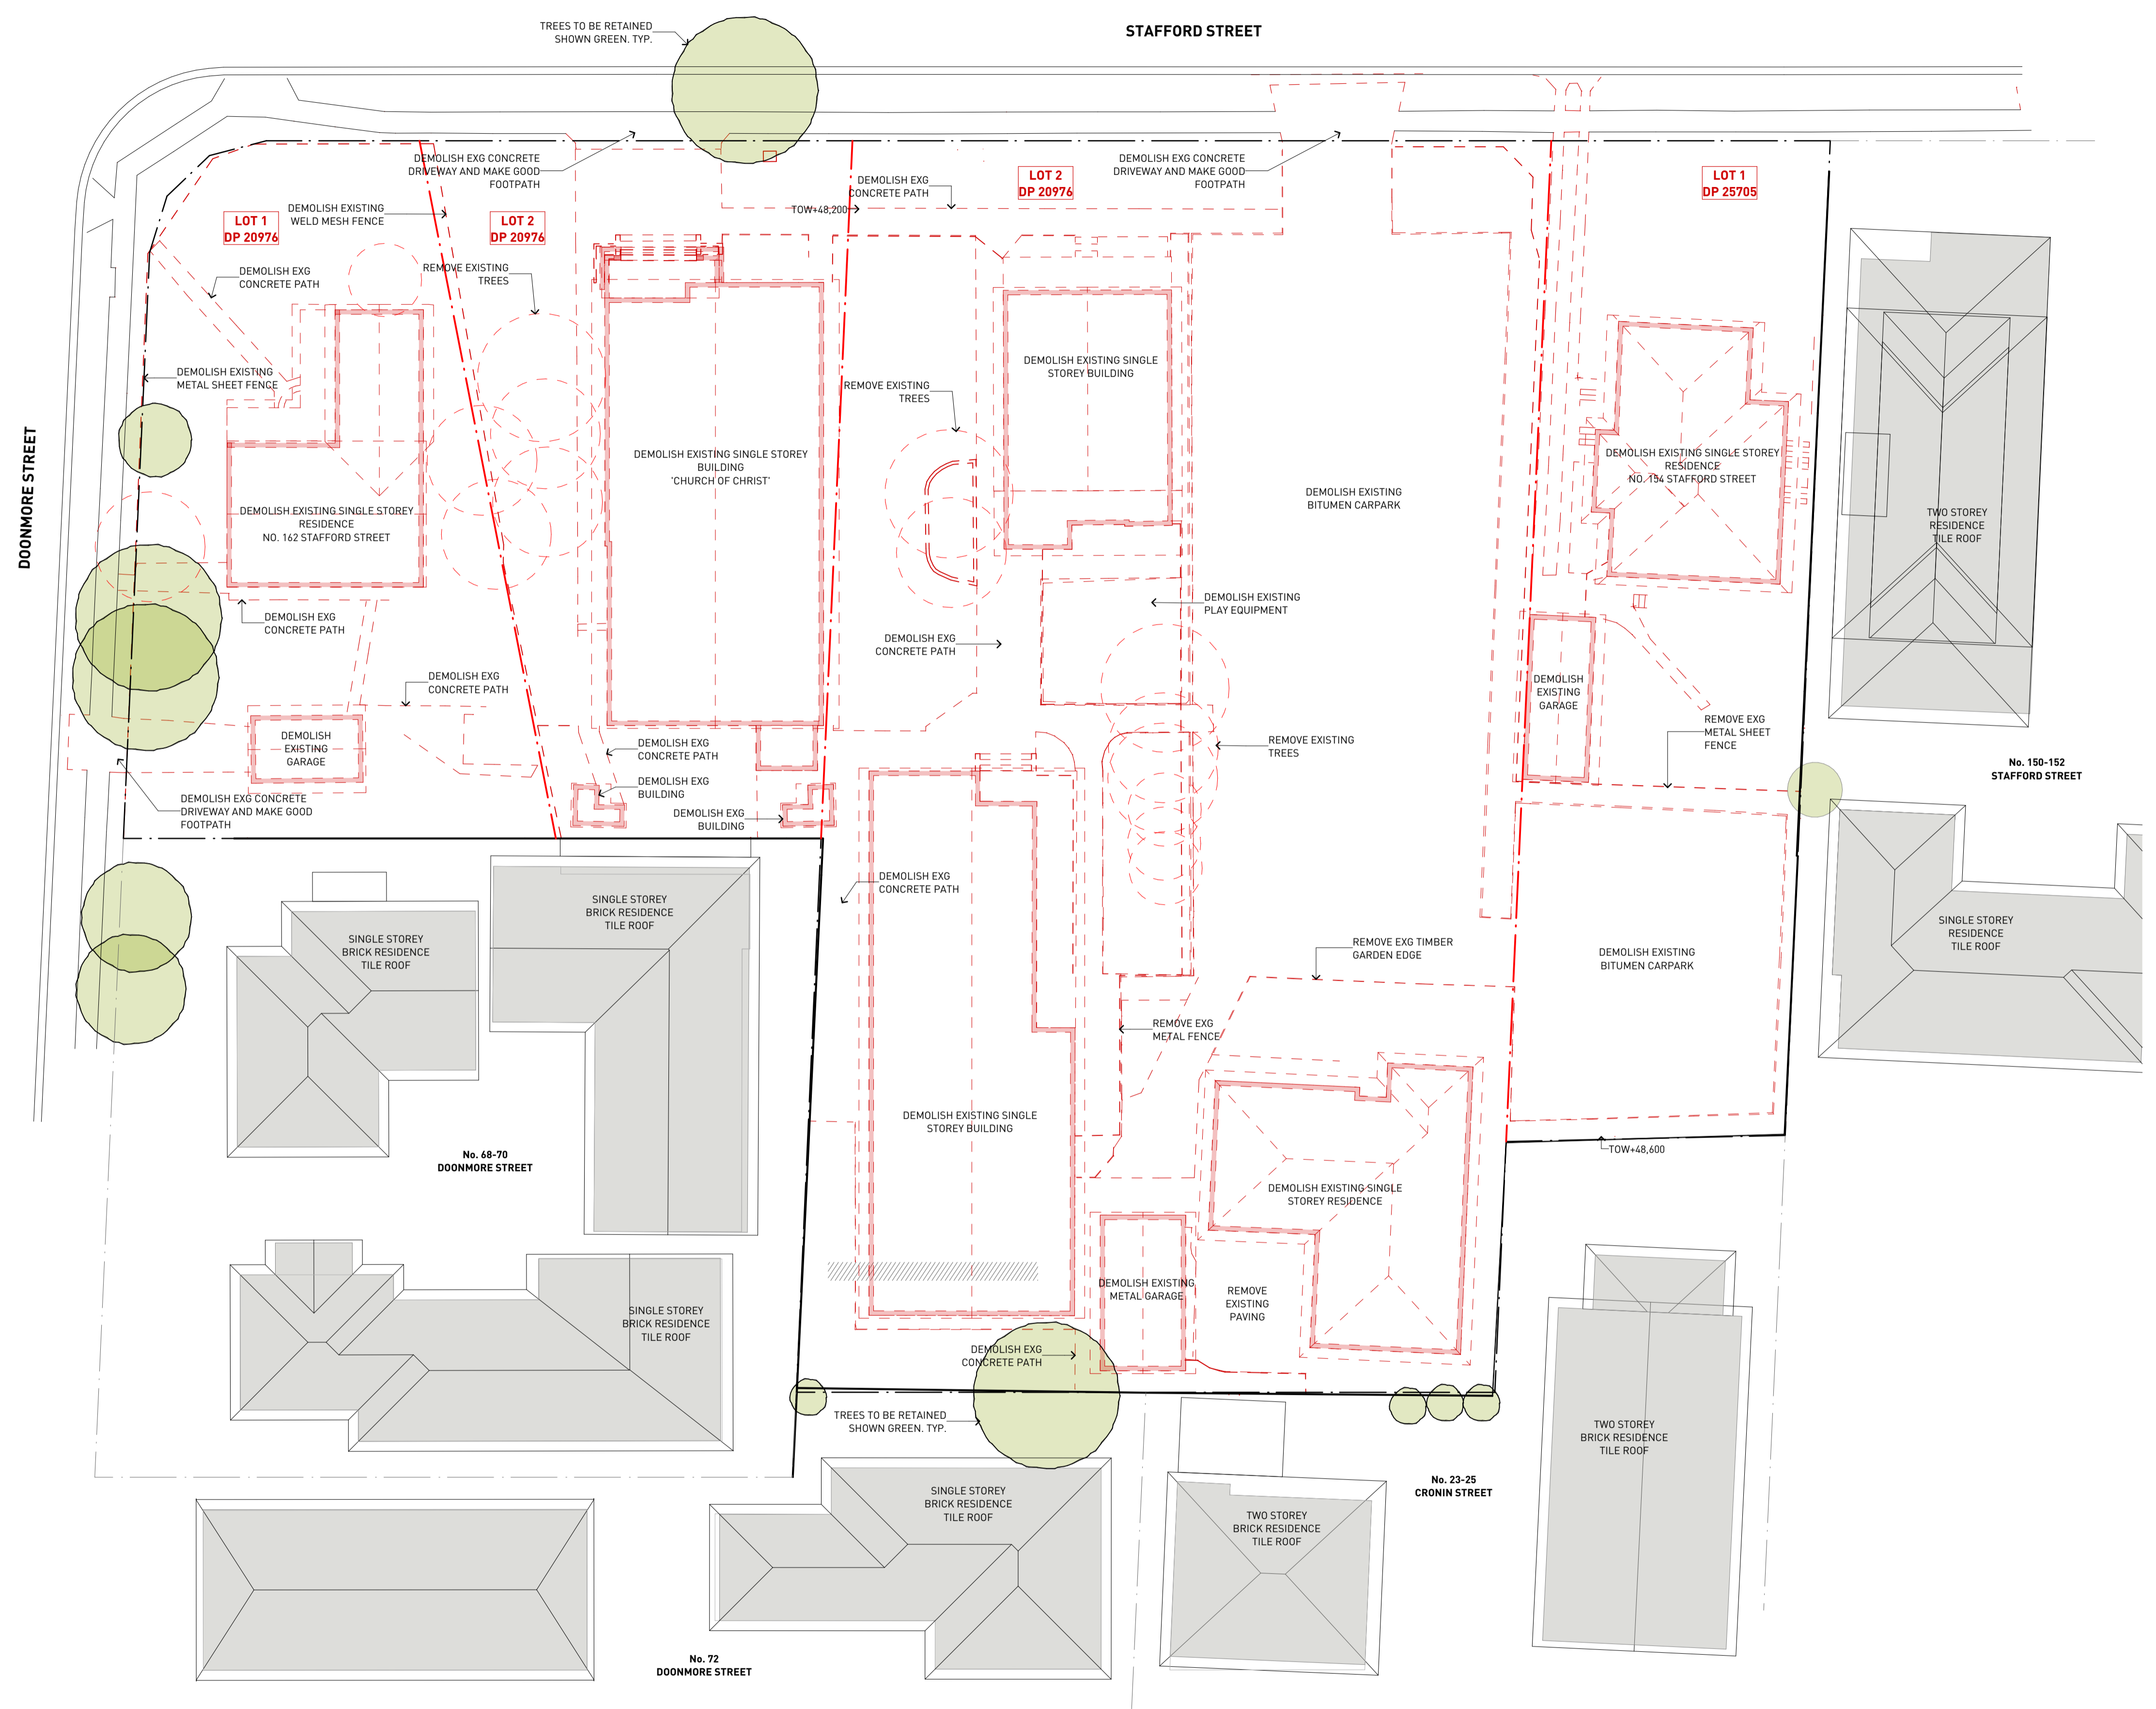 TREES TO BE RETAINED
SHOWN GREEN. TYP.
STAFFORD STREET
DEMOLISH EXG CONCRETE
DRIVEWAY AND MAKE GOOD
FOOTPATH
DEMOLISH EXG CONCRETE
DRIVEWAY AND MAKE GOOD
FOOTPATH
LOT 2
DP 20976
LOT 1
DP 25705
DEMOLISH EXG
CONCRETE PATH
TOW+48,200
DEMOLISH EXISTING
WELD MESH FENCE
LOT 1
DP 20976
LOT 2
DP 20976
DEMOLISH EXG
CONCRETE PATH
REMOVE EXISTING
TREES
DEMOLISH EXISTING
METAL SHEET FENCE
DEMOLISH EXISTING SINGLE
STOREY BUILDING
REMOVE EXISTING
TREES
DOONMORE STREET
DEMOLISH EXISTING SINGLE STOREY
BUILDING
'CHURCH OF CHRIST'
DEMOLISH EXISTING SINGLE STOREY
RESIDENCE
NO. 154 STAFFORD STREET
DEMOLISH EXISTING
BITUMEN CARPARK
DEMOLISH EXISTING SINGLE STOREY
RESIDENCE
NO. 162 STAFFORD STREET
TWO STOREY
RESIDENCE
TILE ROOF
DEMOLISH EXISTING
PLAY EQUIPMENT
DEMOLISH EXG
CONCRETE PATH
DEMOLISH EXG
CONCRETE PATH
DEMOLISH EXG
CONCRETE PATH
DEMOLISH
EXISTING
GARAGE
REMOVE EXG
METAL SHEET
FENCE
DEMOLISH
EXISTING
GARAGE
DEMOLISH EXG
CONCRETE PATH
REMOVE EXISTING
TREES
No. 150-152
STAFFORD STREET
DEMOLISH EXG
BUILDING
DEMOLISH EXG CONCRETE
DRIVEWAY AND MAKE GOOD
FOOTPATH
DEMOLISH EXG
BUILDING
DEMOLISH EXG
CONCRETE PATH
SINGLE STOREY
BRICK RESIDENCE
TILE ROOF
SINGLE STOREY
BRICK RESIDENCE
TILE ROOF
SINGLE STOREY
RESIDENCE
TILE ROOF
REMOVE EXG TIMBER
GARDEN EDGE
DEMOLISH EXISTING
BITUMEN CARPARK
REMOVE EXG
METAL FENCE
DEMOLISH EXISTING SINGLE
STOREY BUILDING
TOW+48,600
No. 68-70
DOONMORE STREET
DEMOLISH EXISTING SINGLE
STOREY RESIDENCE
DEMOLISH EXISTING
METAL GARAGE
REMOVE
EXISTING
PAVING
SINGLE STOREY
BRICK RESIDENCE
TILE ROOF
DEMOLISH EXG
CONCRETE PATH
TREES TO BE RETAINED
SHOWN GREEN. TYP.
TWO STOREY
BRICK RESIDENCE
TILE ROOF
No. 23-25
CRONIN STREET
SINGLE STOREY
BRICK RESIDENCE
TILE ROOF
TWO STOREY
BRICK RESIDENCE
TILE ROOF
No. 72
DOONMORE STREET